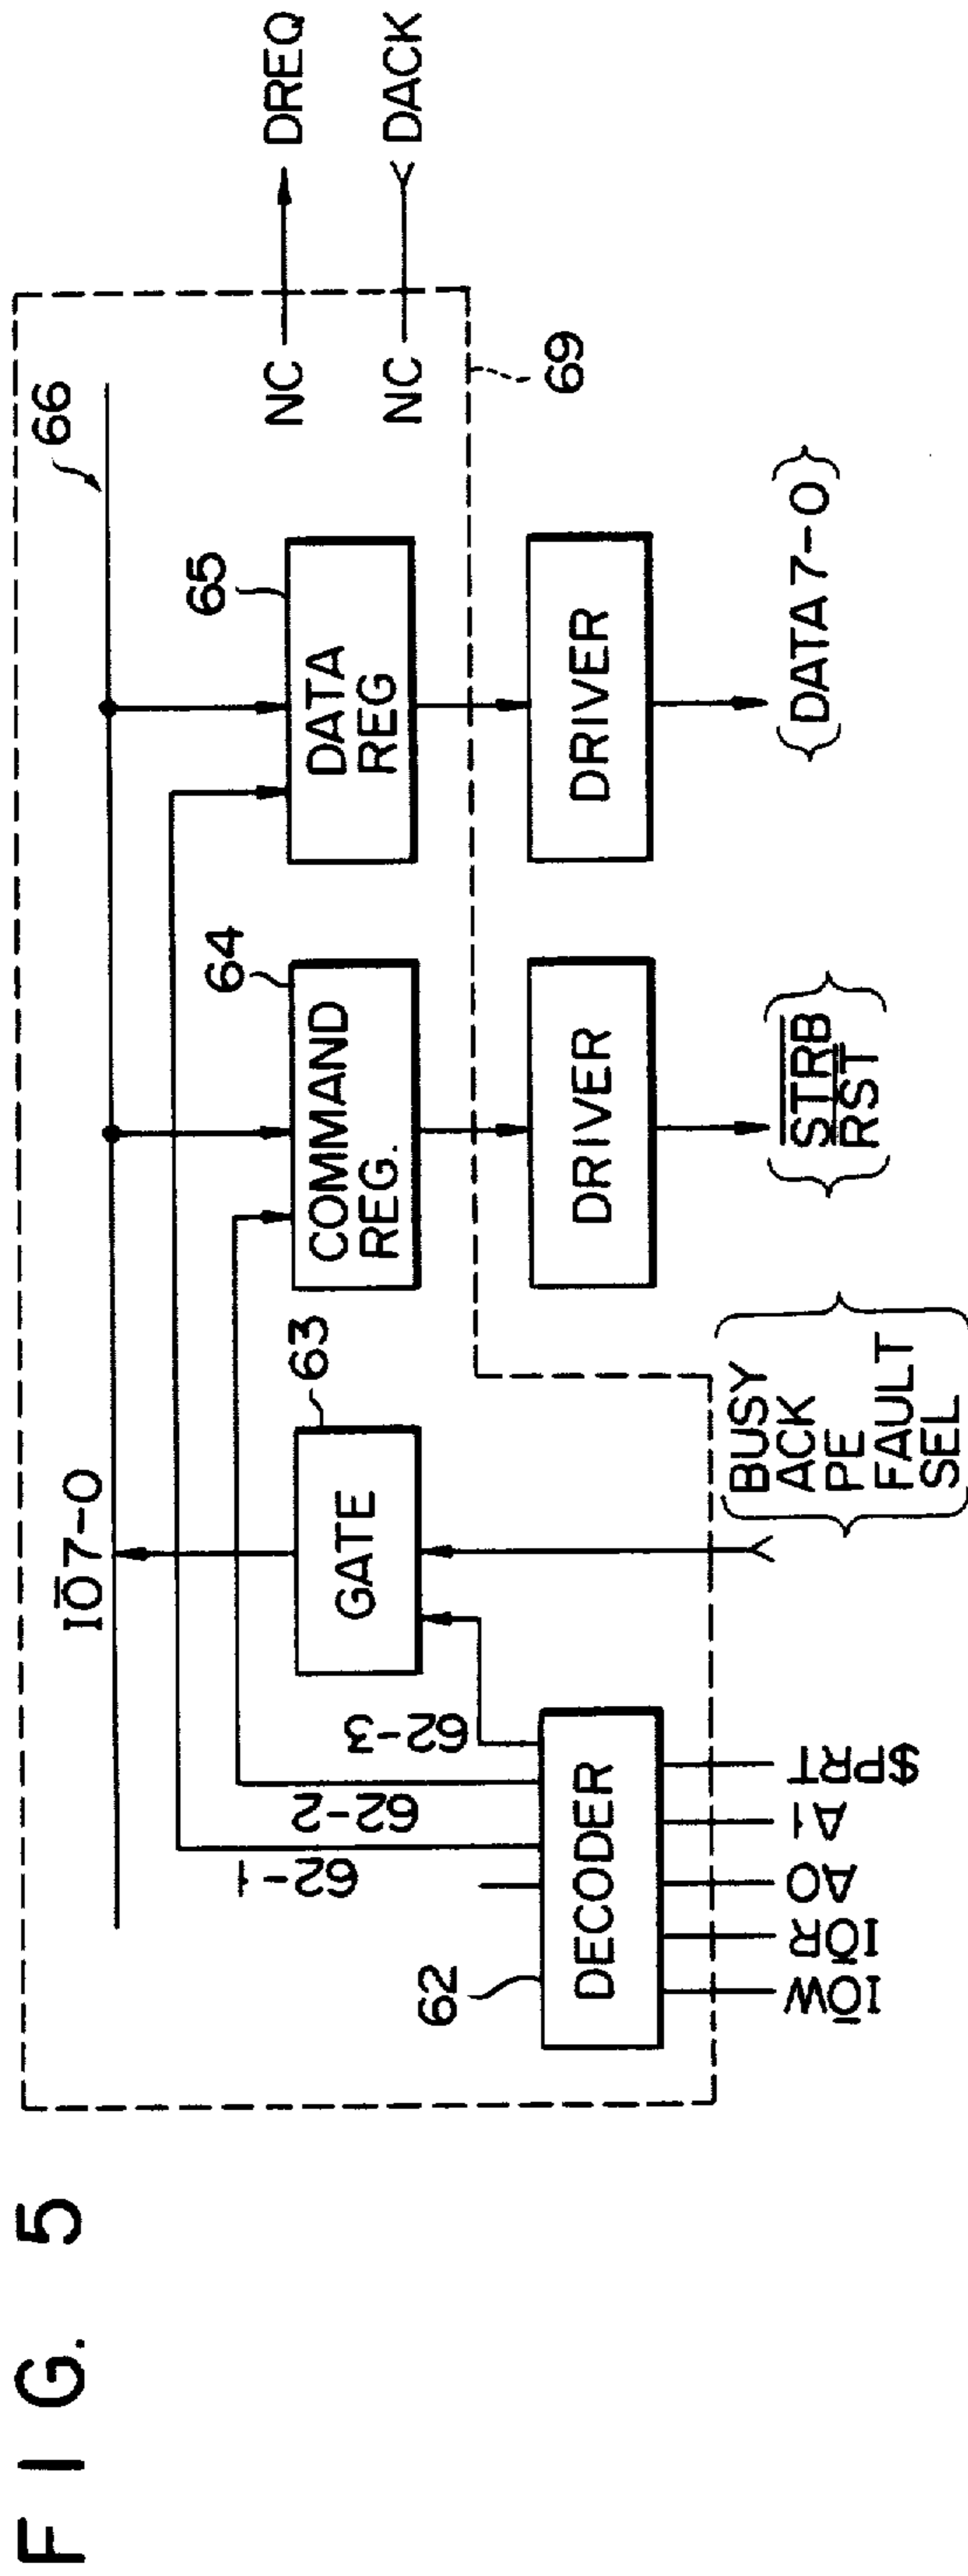 FIG. 5
IO7-0
66
DREQ
DACK
NC
NC
69
62-1
62-2
62-3
63
GATE
64
COMMAND
REG.
65
DATA
REG
62
DECODER
DRIVER
DRIVER
IOW
IOR
A0
A1
$PRT
BUSY
ACK
PE
FAULT
SEL
STRB
RST
(DATA 7-0)